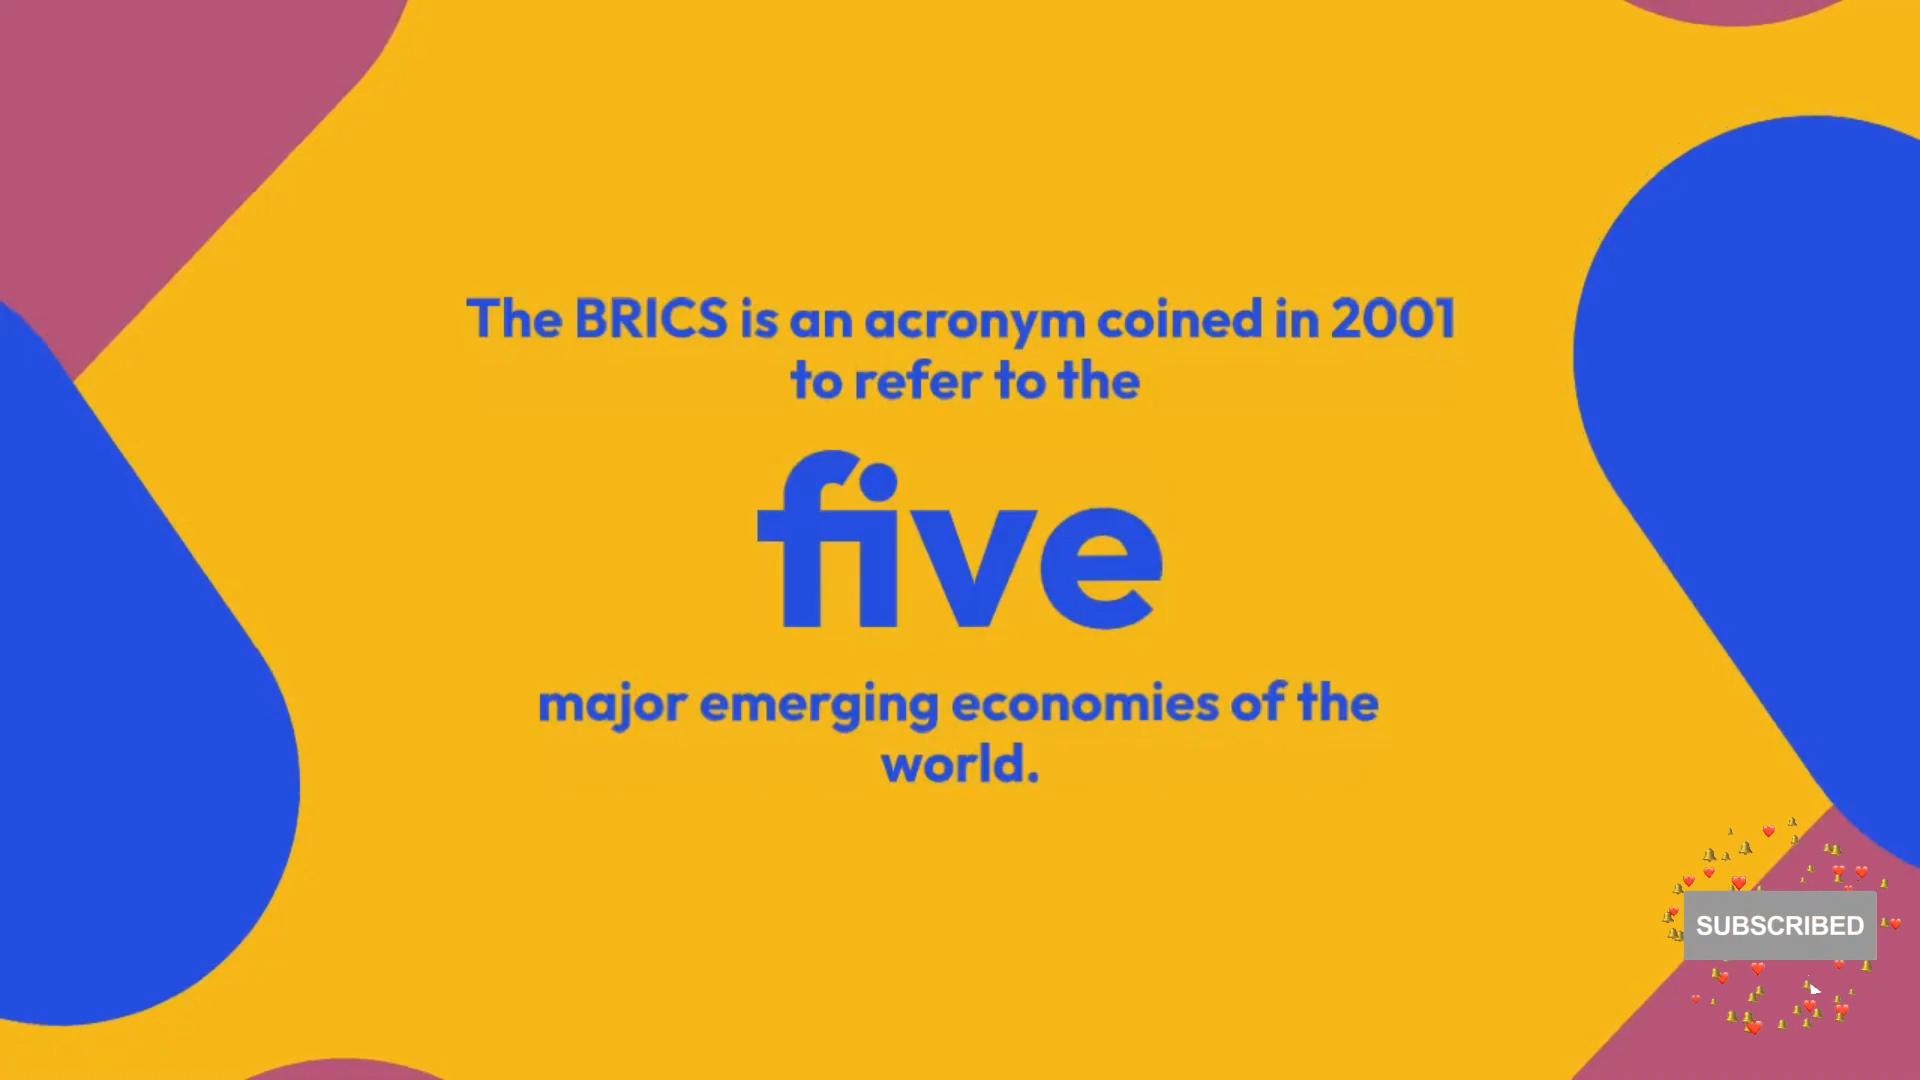 The BRICS is an acronym coined in 2001
to refer to the
five
major emerging economies of the
world.
SUBSCRIBED